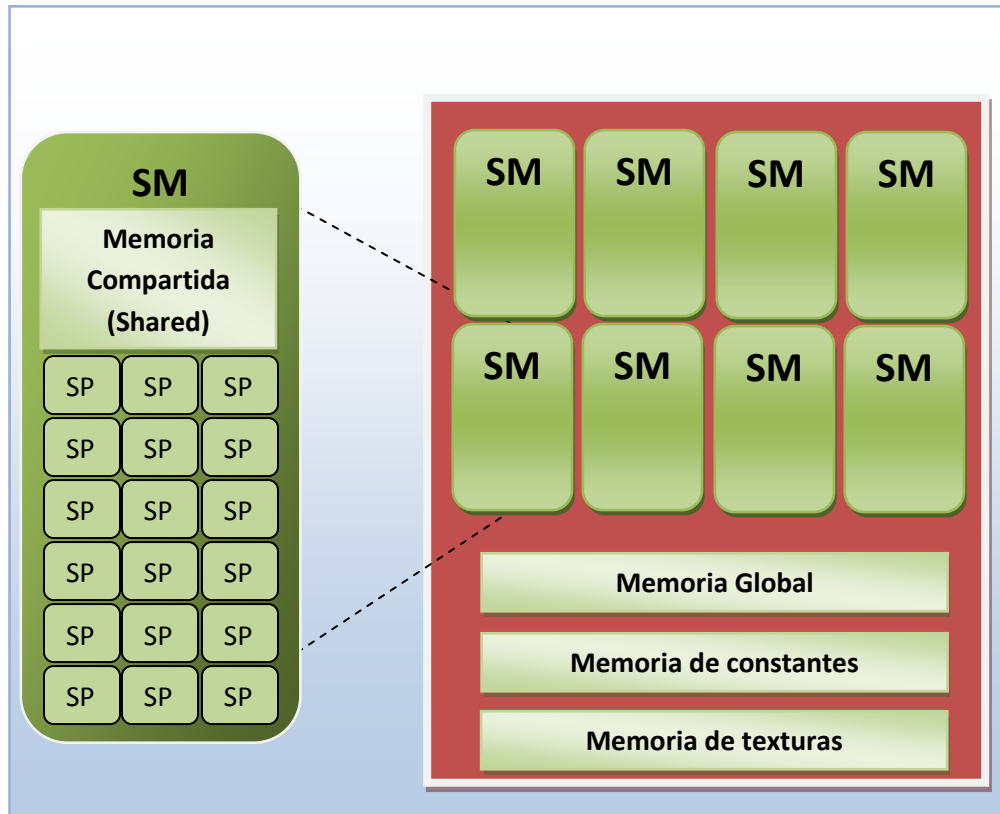 SM
Memoria
Compartida
(Shared)
SP SP SP
SP SP SP
SP SP SP
SP SP SP
SP SP SP
SP SP SP
SM SM SM SM
SM SM SM SM
Memoria Global
Memoria de constantes
Memoria de texturas